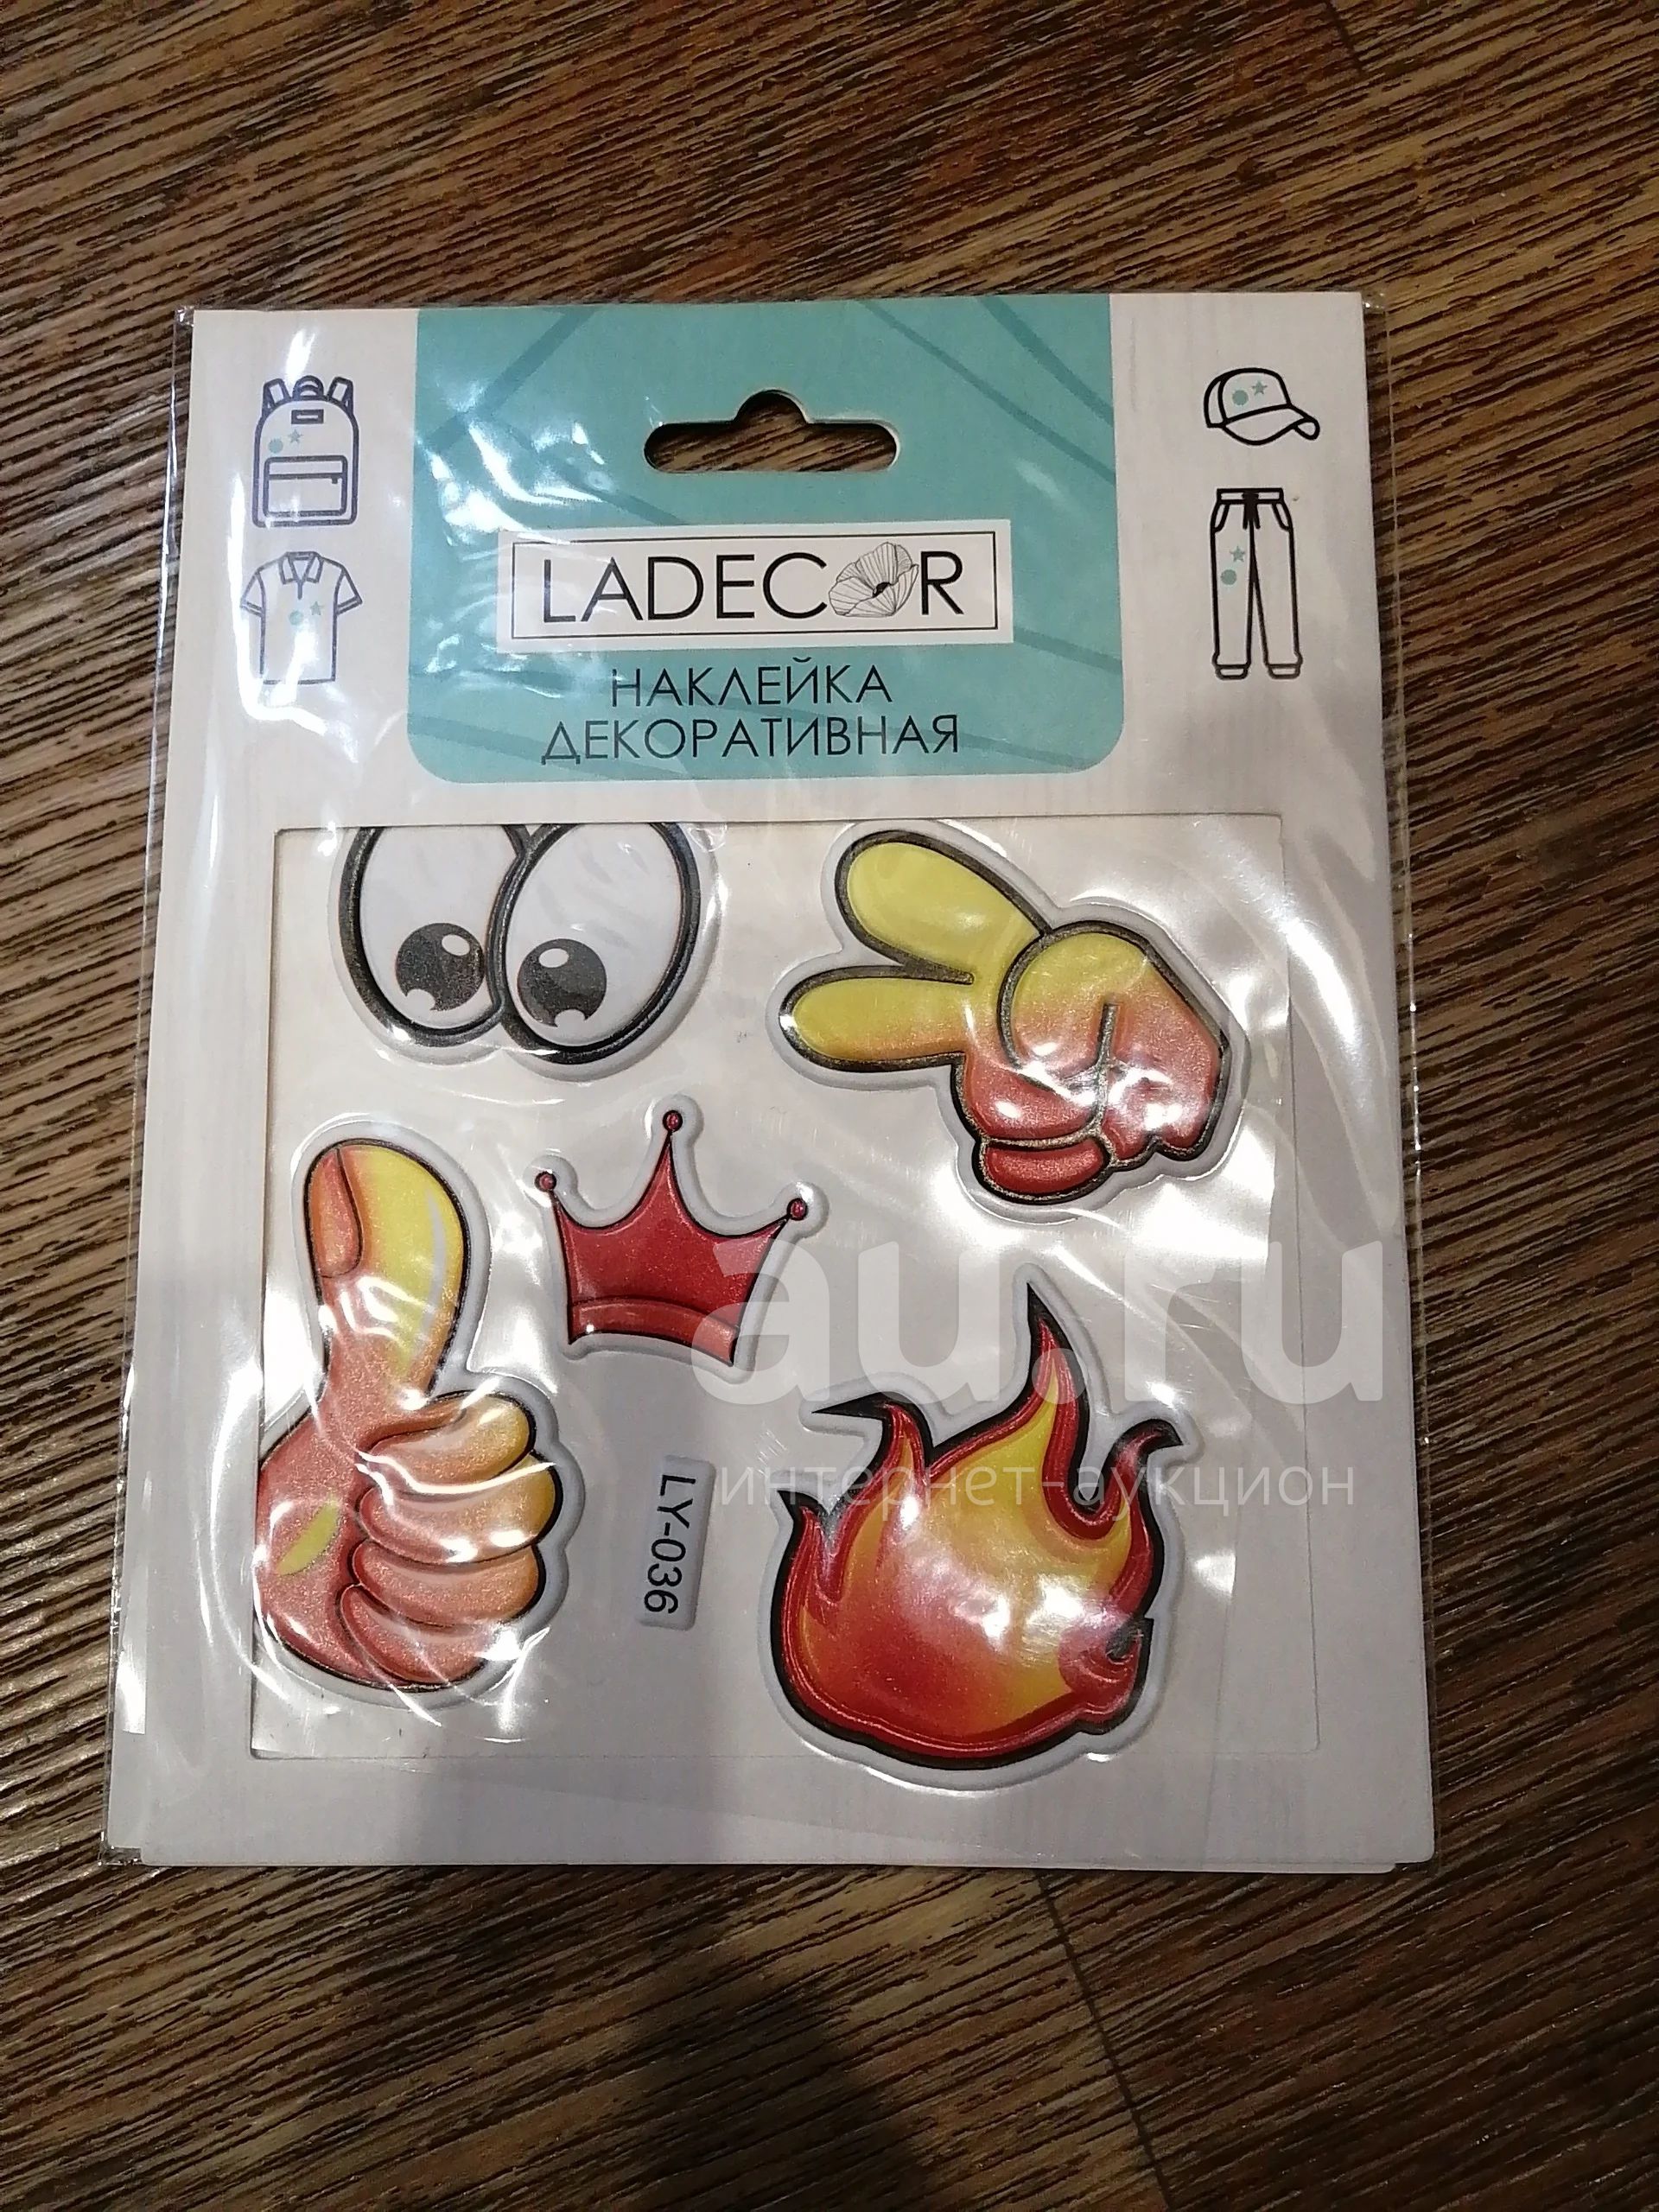 LADECOR
НАКЛЕЙКА
ДЕКОРАТИВНАЯ
au.ru
интернет-аукцион
LY-036